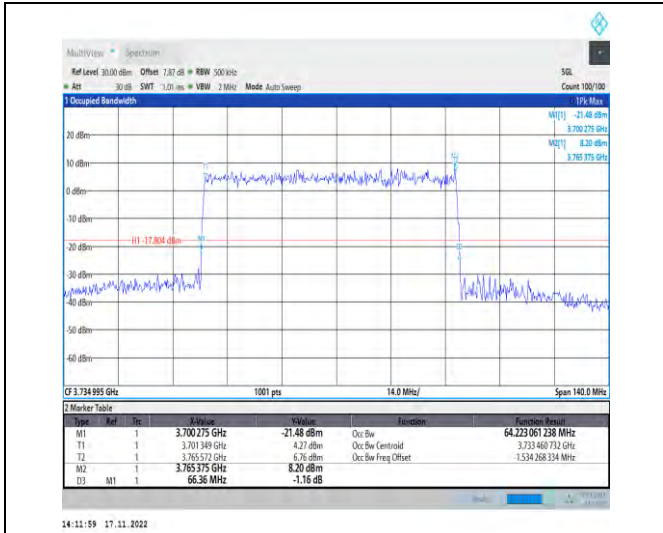 MultiView Spectrum
Ref Level 30.00 dBm Offset 7.87 dB RBW 500 kHz SGL
Att 30 dB SWT 1.01 ms VBW 2 MHz Mode Auto Sweep Count 100/100
1 Occupied Bandwidth 1Pk Max
M1[1] -21.48 dBm
3.700 275 GHz
M2[1] 8.20 dBm
3.765 375 GHz
20 dBm
10 dBm
0 dBm
-10 dBm
H1 -17.804 dBm
-20 dBm
-30 dBm
-40 dBm
-50 dBm
-60 dBm
CF 3.734 995 GHz 1001 pts 14.0 MHz/ Span 140.0 MHz
2 Marker Table
Type Ref Trc X-Value Y-Value Function Function Result
M1 1 3.700 275 GHz -21.48 dBm Occ Bw 64.223 061 238 MHz
T1 1 3.701 349 GHz 4.27 dBm Occ Bw Centroid 3.733 460 732 GHz
T2 1 3.765 572 GHz 6.76 dBm Occ Bw Freq Offset -1.534 268 334 MHz
M2 1 3.765 375 GHz 8.20 dBm
D3 M1 1 66.36 MHz -1.16 dB
14:11:59 17.11.2022